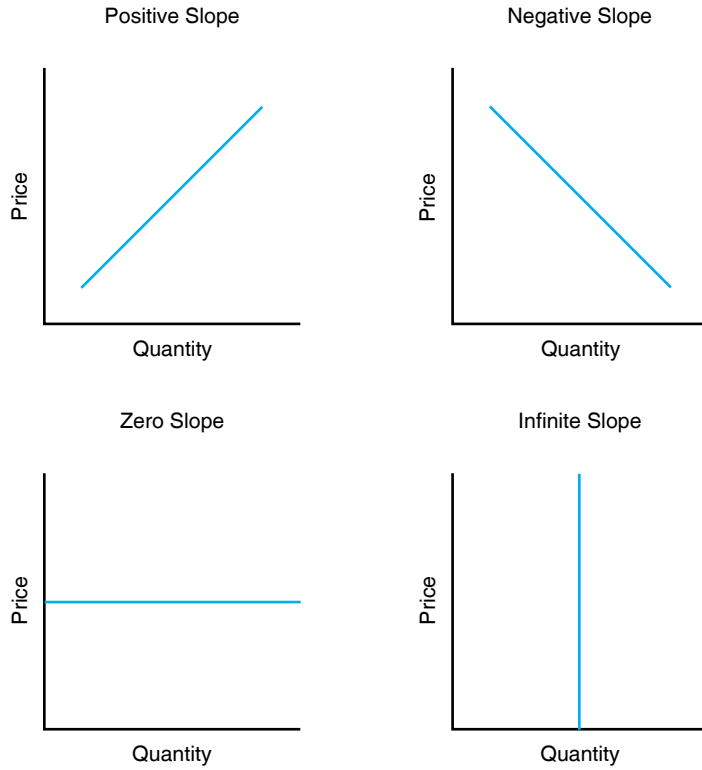 Positive Slope
Negative Slope
Price
Price
Quantity
Quantity
Zero Slope
Infinite Slope
Price
Price
Quantity
Quantity